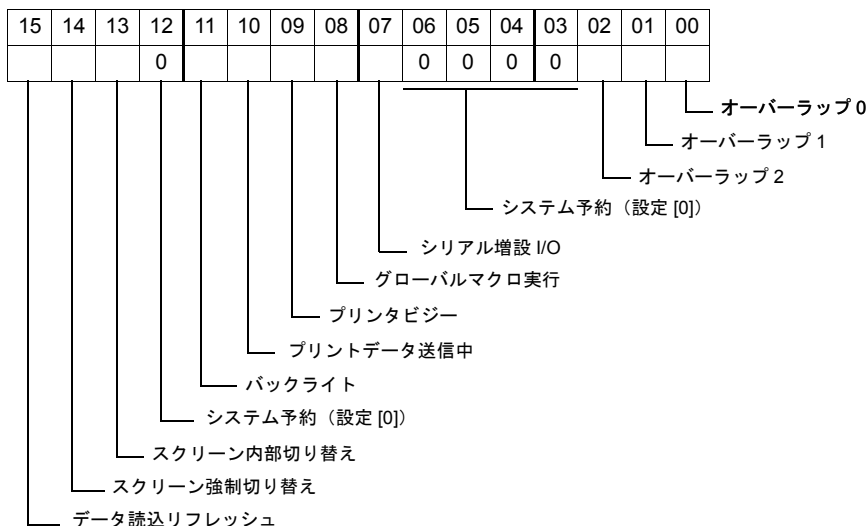 15 14 13 12 11 10 09 08 07 06 05 04 03 02 01 00
0 0 0 0 0
オーバーラップ 0
オーバーラップ 1
オーバーラップ 2
システム予約（設定 [0]）
シリアル増設 I/O
グローバルマクロ実行
プリンタビジー
プリントデータ送信中
バックライト
システム予約（設定 [0]）
スクリーン内部切り替え
スクリーン強制切り替え
データ読込リフレッシュ